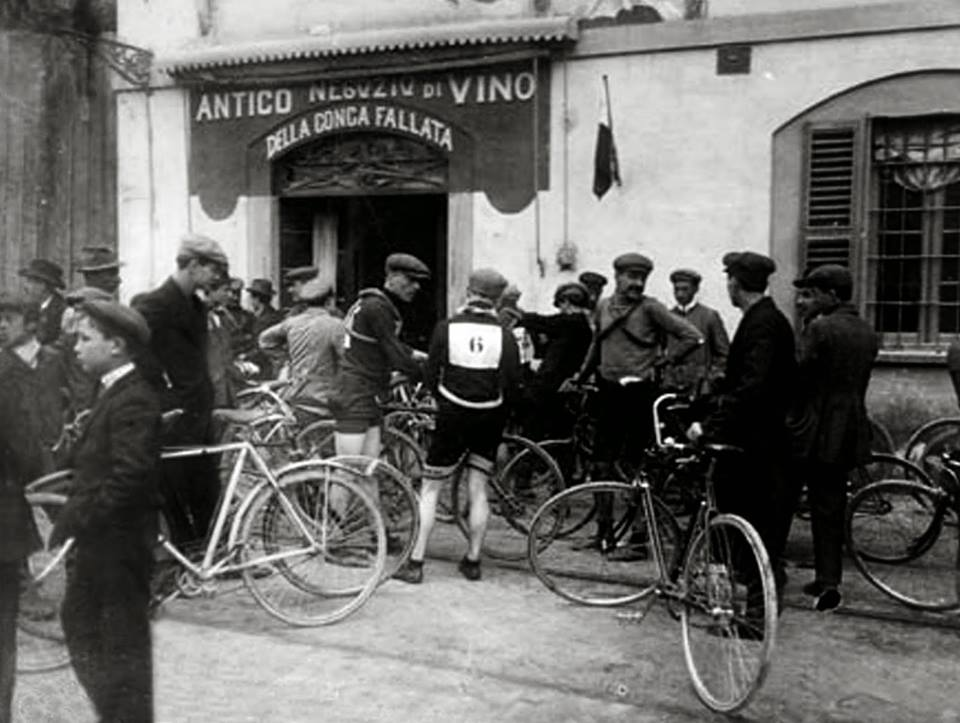 ANTICO NEGOZIO DI VINO
DELLA CONCA FALLATA
6